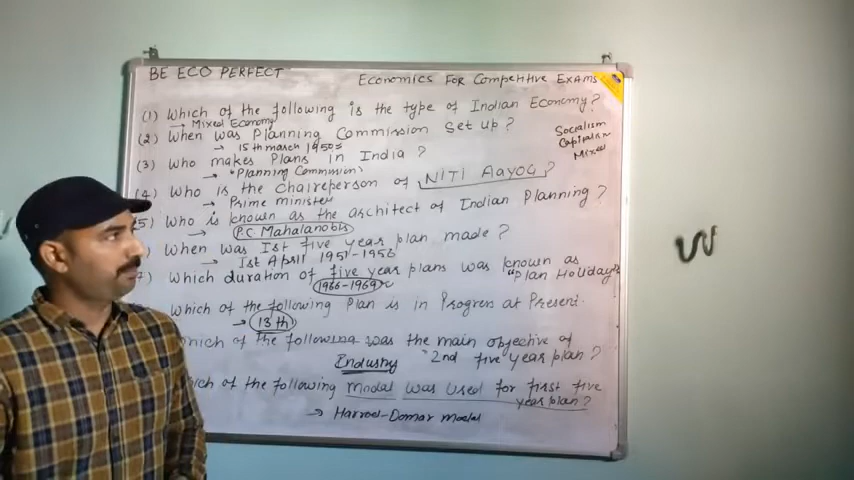 BE ECO PERFECT
ECONOMICS FOR COMPETITIVE EXAMS
(1) Which of the following is the type of Indian Economy?
→ Mixed Economy
Socialism
Capitalism
Mixed
(2) When was Planning Commission set up?
→ 15th march 1950
(3) Who makes Plans in India?
→ "Planning Commission"
(4) Who is the Chaireperson of NITI AAYOG?
→ Prime minister
5) Who is known as the architect of Indian Planning?
→ P.C Mahalanobis
When was Ist five year plan made?
→ Ist April 1951-1956
7) Which duration of five year plans was known as
"Plan Holiday"?
Which of the following Plan is in Progress at Present.
1966-1969
→ 13th
hich of the following was the main objective of
2nd five year plan?
Industry
ich of the following model was used for first five
year plan?
→ Harrod-Domar model